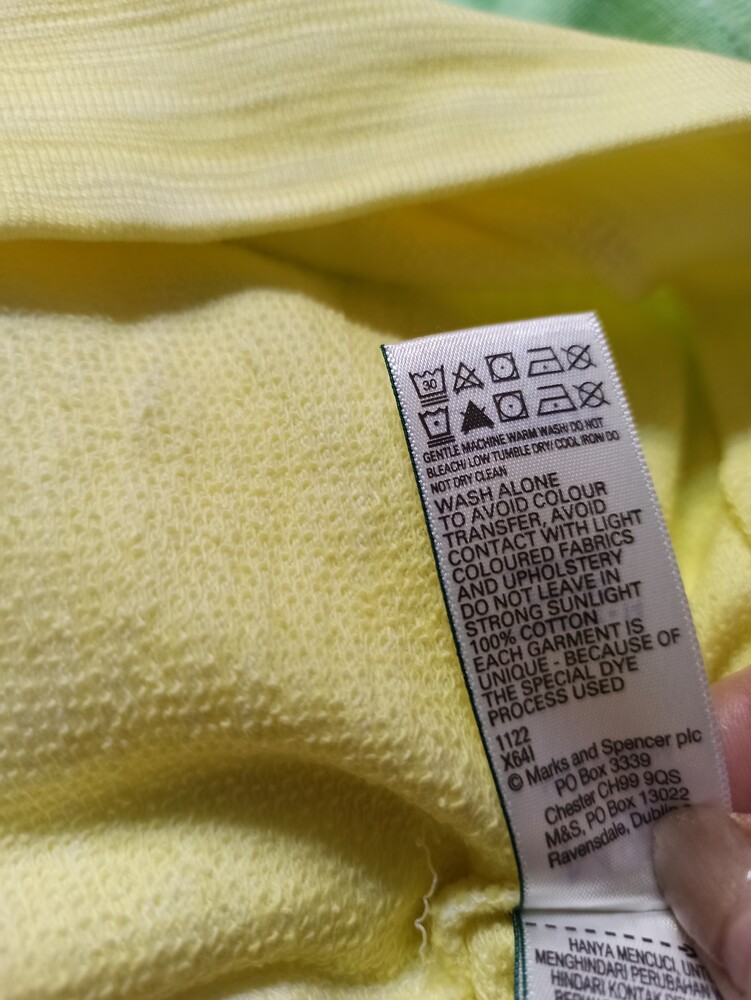 30
GENTLE MACHINE WARM WASH/ DO NOT
BLEACH/ LOW TUMBLE DRY/ COOL IRON/ DO
NOT DRY CLEAN
WASH ALONE
TO AVOID COLOUR
TRANSFER, AVOID
CONTACT WITH LIGHT
COLOURED FABRICS
AND UPHOLSTERY
DO NOT LEAVE IN
STRONG SUNLIGHT
100% COTTON
EACH GARMENT IS
UNIQUE - BECAUSE OF
THE SPECIAL DYE
PROCESS USED
1122
X64I
© Marks and Spencer plc
PO Box 3339
Chester CH99 9QS
M&S, PO Box 13022
Ravensdale, Dublin
HANYA MENCUCI,
MENGHINDARI PERUBAHAN
HINDARI